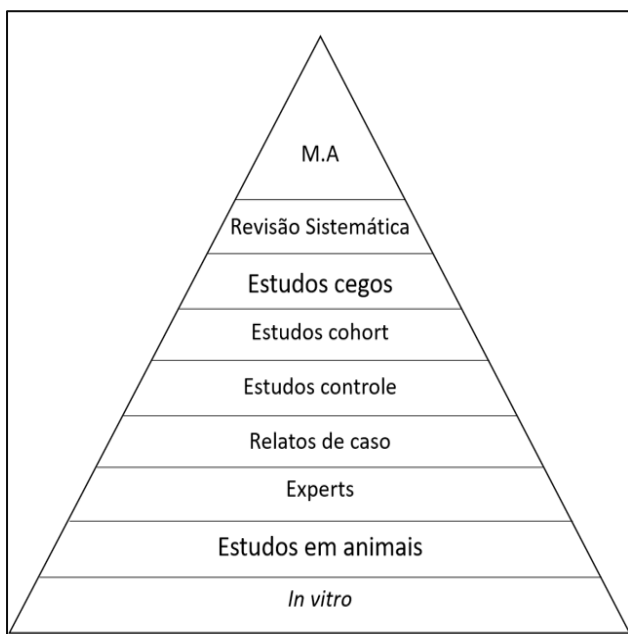 M.A
Revisão Sistemática
Estudos cegos
Estudos cohort
Estudos controle
Relatos de caso
Experts
Estudos em animais
In vitro